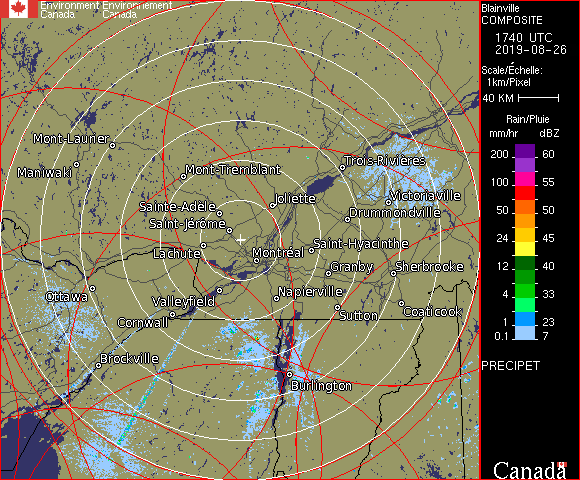 Environment Environnement
Canada Canada
Blainville
COMPOSITE
1740 UTC
2019-08-26
Scale/Échelle:
1km/Pixel
40 KM
Rain/Pluie
mm/hr dBZ
200 60
100 55
50 50
24 45
12 40
4 33
1 23
0.1 7
PRECIPET
Canada
Mont-Laurier
Maniwaki
Mont-Tremblant
Trois-Rivières
Joliette
Victoriaville
Sainte-Adèle
Drummondville
Saint-Jérôme
Lachute
Saint-Hyacinthe
Montréal
Granby
Sherbrooke
Ottawa
Valleyfield
Napierville
Cornwall
Sutton
Coaticook
Brockville
Burlington